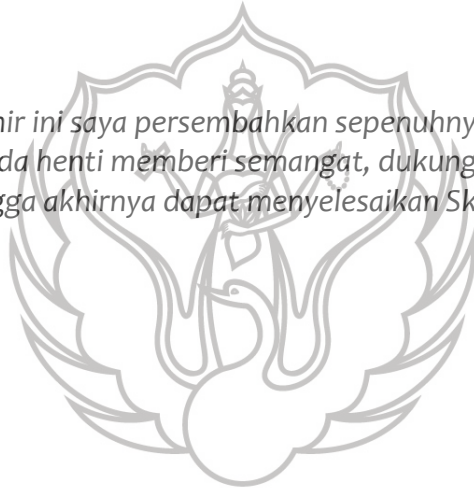 hir ini saya persembahkan sepenuhny
da henti memberi semangat, dukung
gga akhirnya dapat menyelesaikan Sk